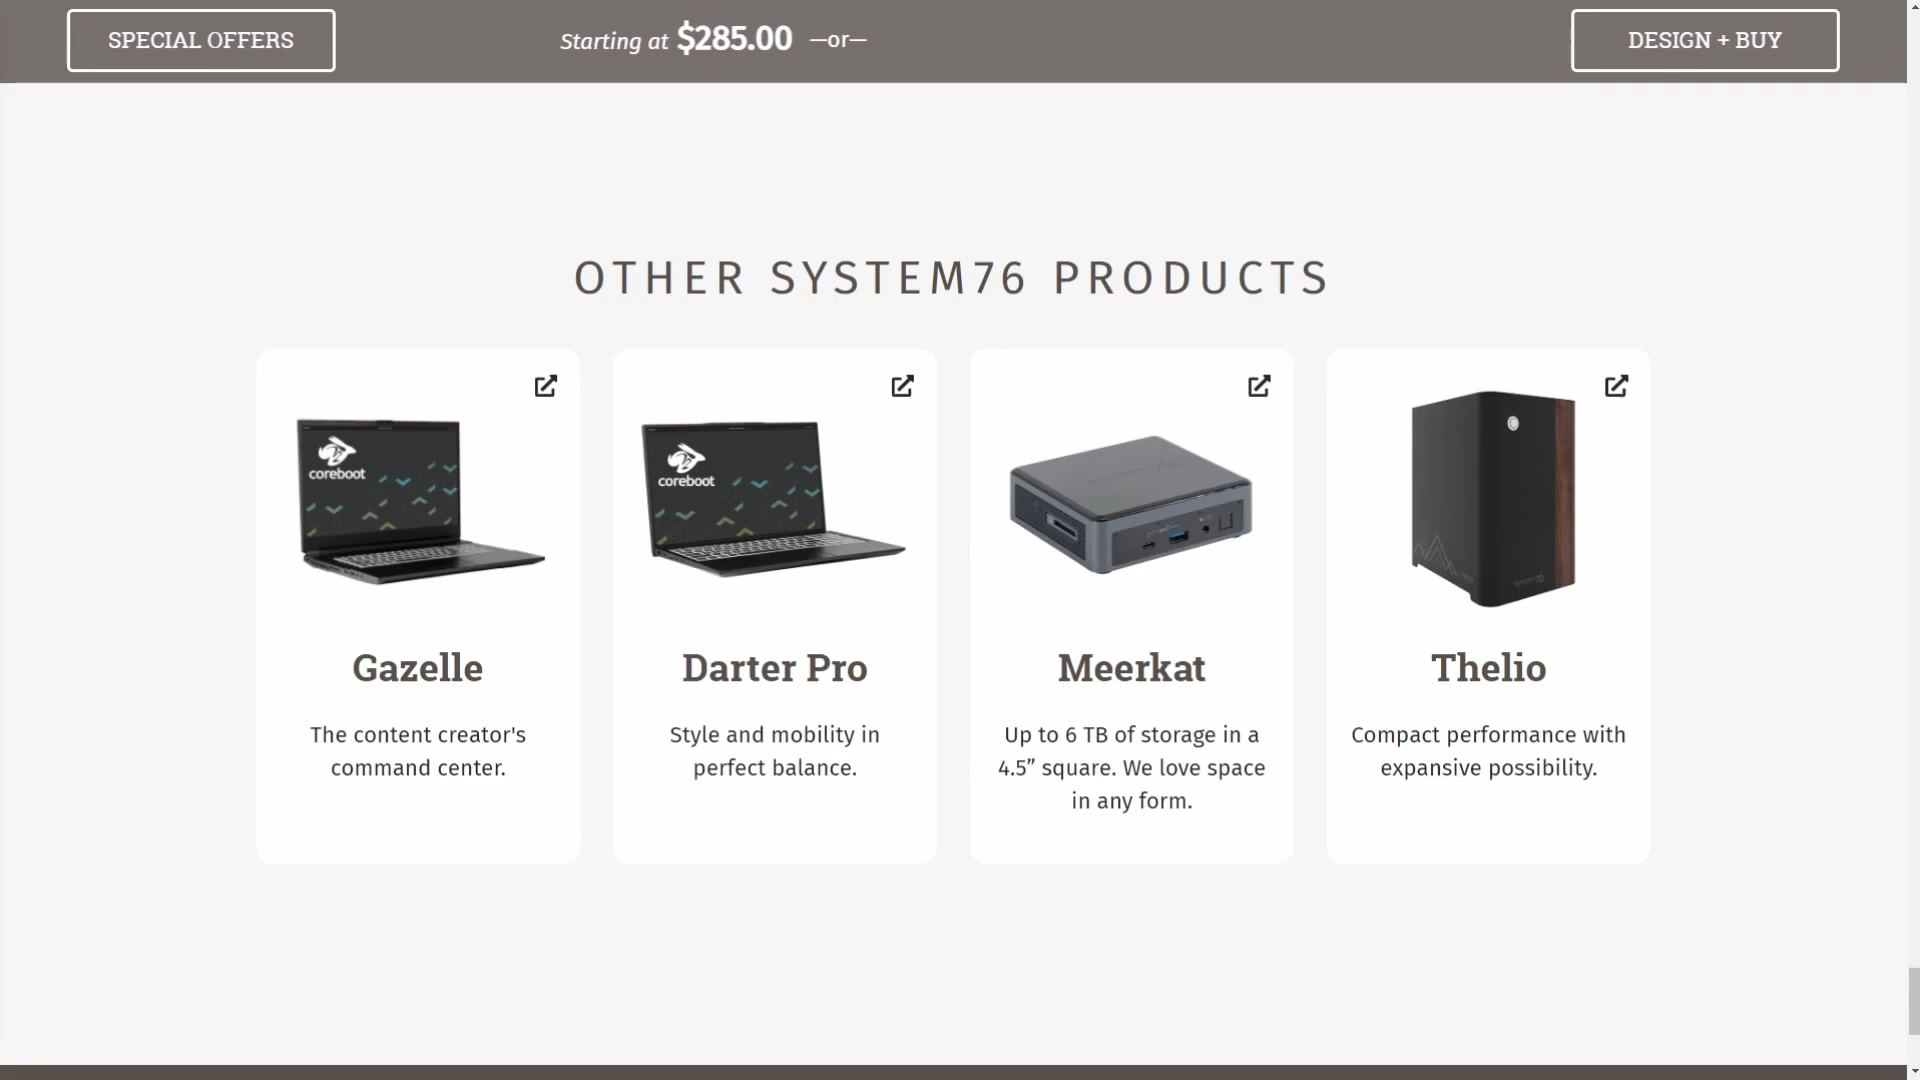 SPECIAL OFFERS
Starting at $285.00 —or—
DESIGN + BUY
OTHER SYSTEM76 PRODUCTS
coreboot
coreboot
system76
Gazelle
Darter Pro
Meerkat
Thelio
The content creator's
command center.
Style and mobility in
perfect balance.
Up to 6 TB of storage in a
4.5” square. We love space
in any form.
Compact performance with
expansive possibility.